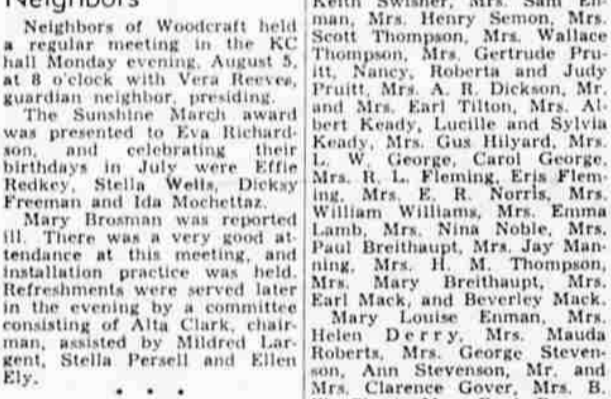 Neighbors
Neighbors of Woodcraft held
a regular meeting in the KC
hall Monday evening, August 5,
at 8 o'clock with Vera Reeves,
guardian neighbor, presiding.
The Sunshine March award
was presented to Eva Richard-
son, and celebrating their
birthdays in July were Effie
Redkey, Stella Wells, Dicksy
Freeman and Ida Mochettaz.
Mary Brosman was reported
ill. There was a very good at-
tendance at this meeting, and
installation practice was held.
Refreshments were served later
in the evening by a committee
consisting of Alta Clark, chair-
man, assisted by Mildred Lar-
gent, Stella Persell and Ellen
Ely.
• • •
Keith Swisher, Mrs. Sam En-
man, Mrs. Henry Semon, Mrs.
Scott Thompson, Mrs. Wallace
Thompson, Mrs. Gertrude Pru-
itt, Nancy, Roberta and Judy
Pruitt, Mrs. A. R. Dickson, Mr.
and Mrs. Earl Tilton, Mrs. Al-
bert Keady, Lucille and Sylvia
Keady, Mrs. Gus Hilyard, Mrs.
L. W. George, Carol George,
Mrs. R. L. Fleming, Eris Flem-
ing, Mrs. E. R. Norris, Mrs.
William Williams, Mrs. Emma
Lamb, Mrs. Nina Noble, Mrs.
Paul Breithaupt, Mrs. Jay Man-
ning, Mrs. H. M. Thompson,
Mrs. Mary Breithaupt, Mrs.
Earl Mack, and Beverley Mack.
Mary Louise Enman, Mrs.
Helen Derry, Mrs. Mauda
Roberts, Mrs. George Steven-
son, Ann Stevenson, Mr. and
Mrs. Clarence Gover, Mrs. B.